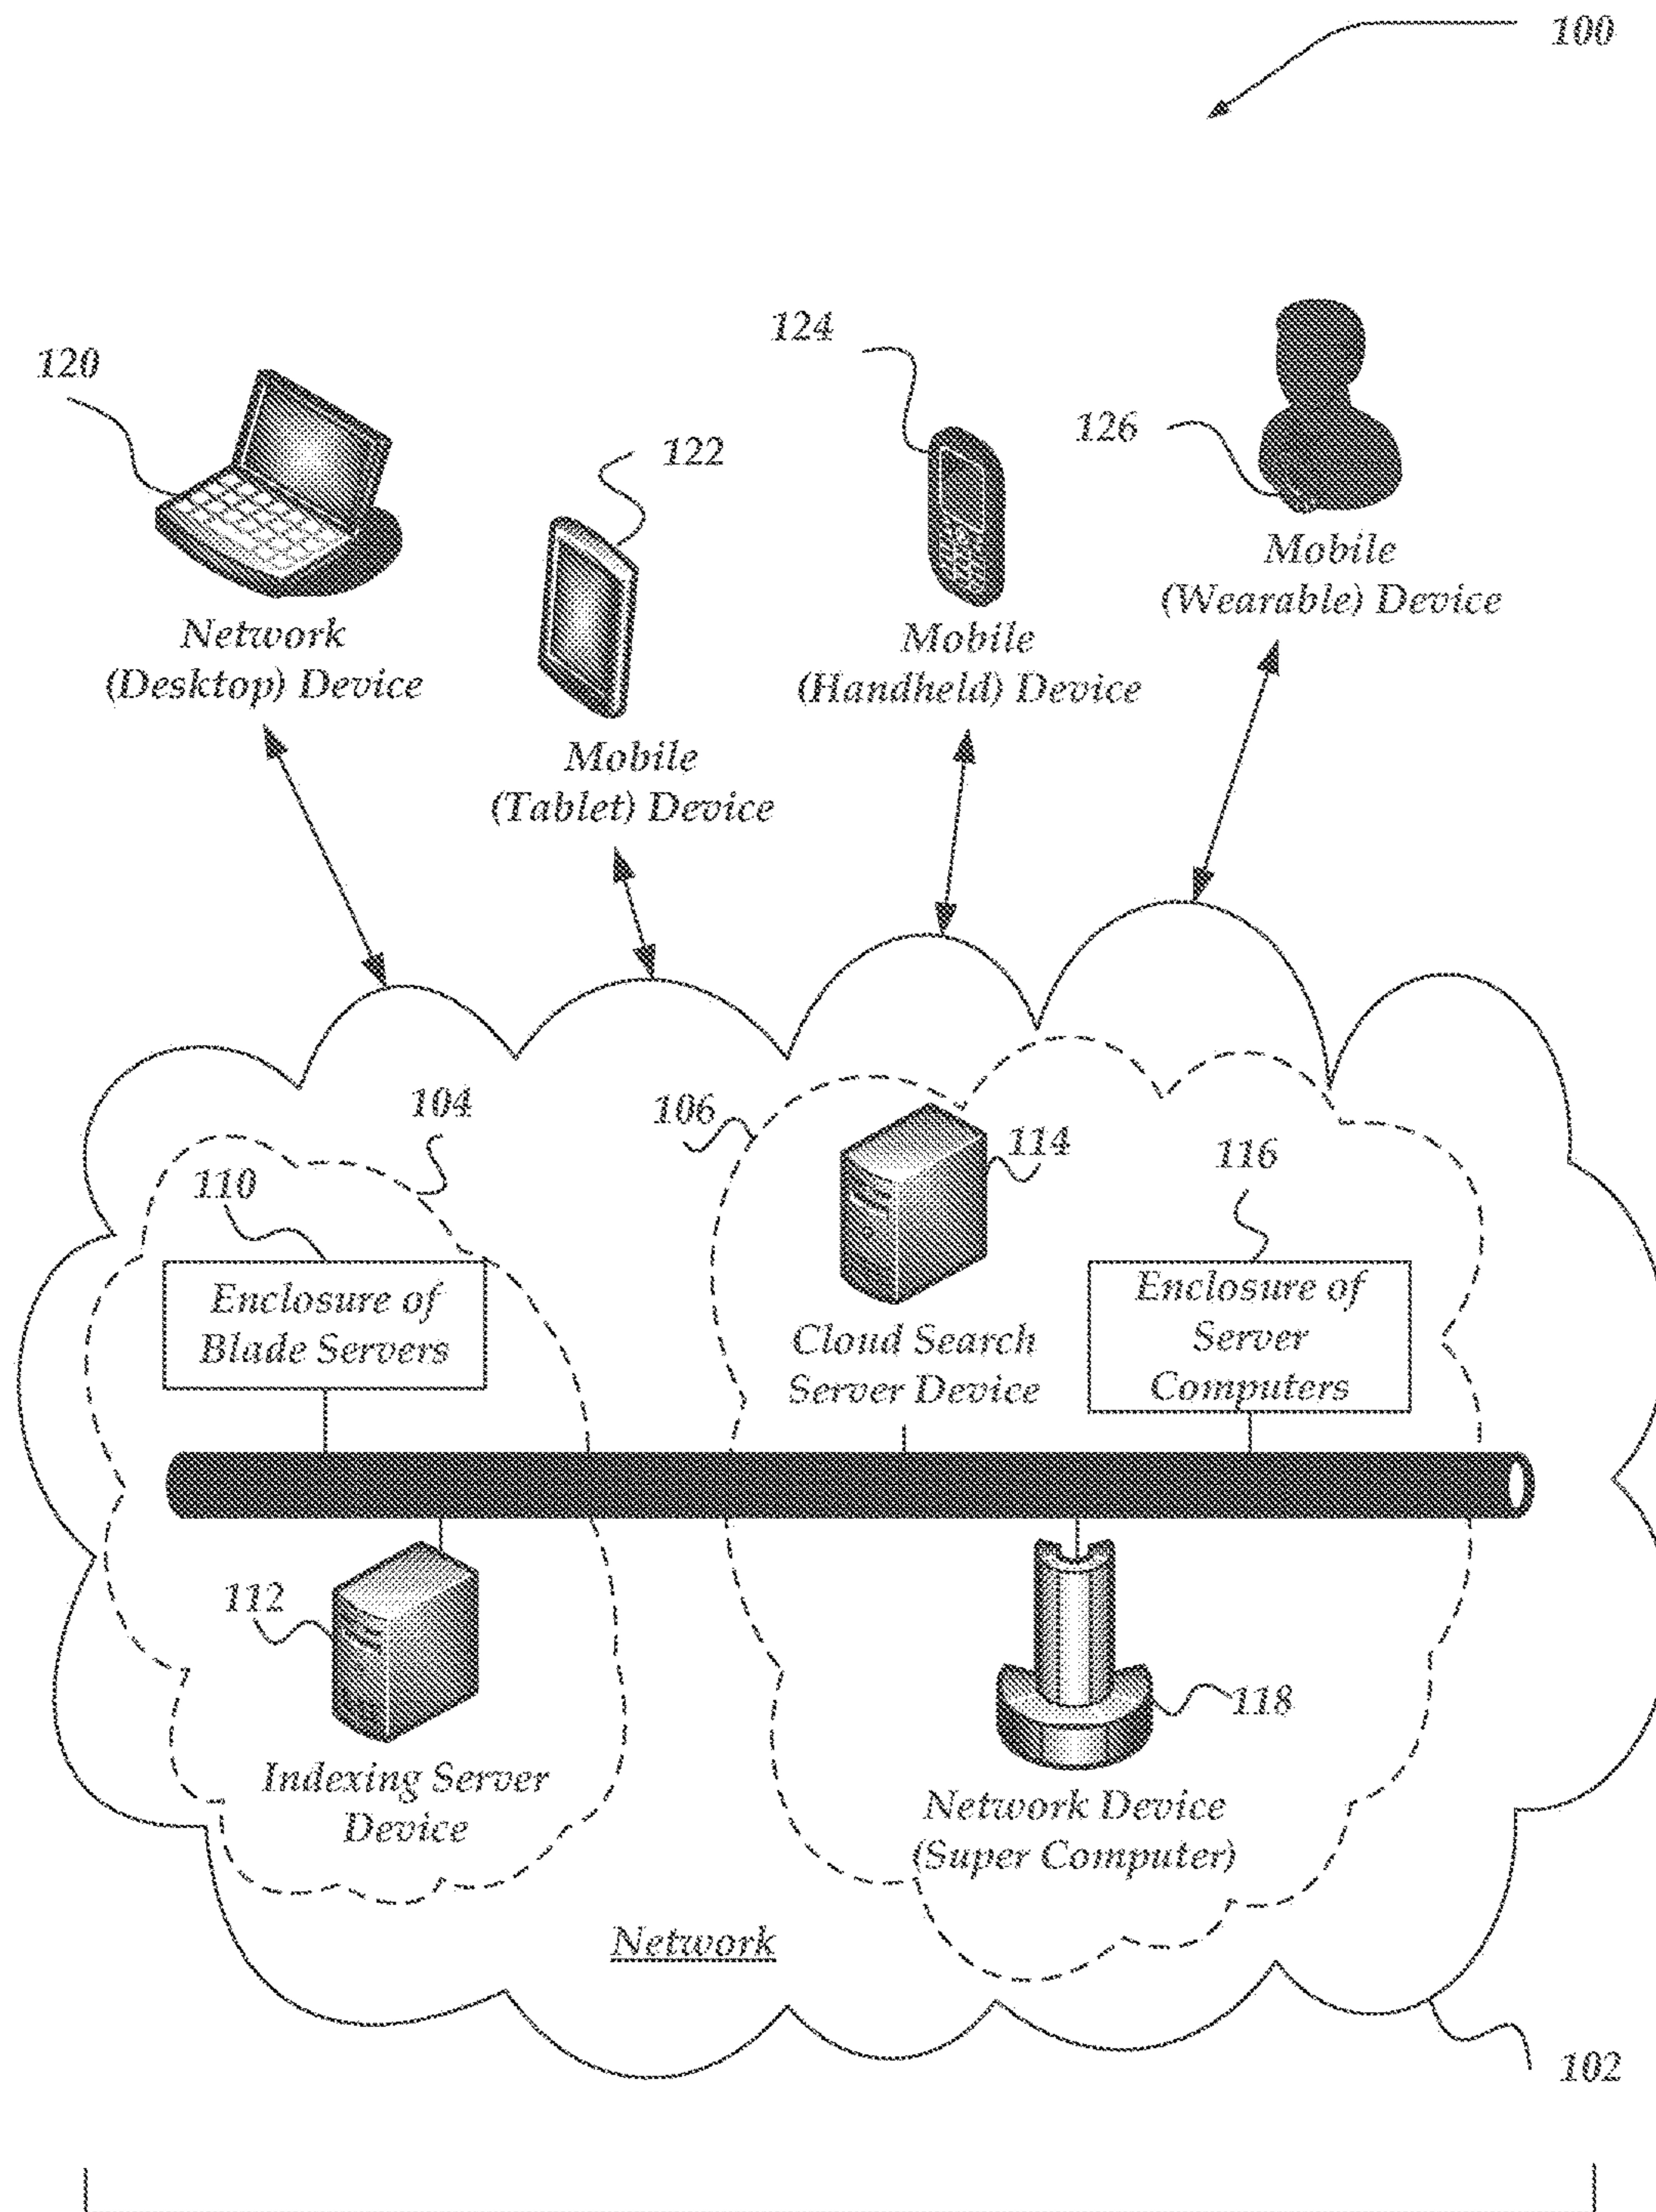 100
120
124
126
122
Mobile
(Wearable) Device
Network
(Desktop) Device
Mobile
(Handheld) Device
Mobile
(Tablet) Device
104
106
114
116
110
Enclosure of
Blade Servers
Cloud Search
Server Device
Enclosure of
Server
Computers
112
118
Indexing Server
Device
Network Device
(Super Computer)
Network
102